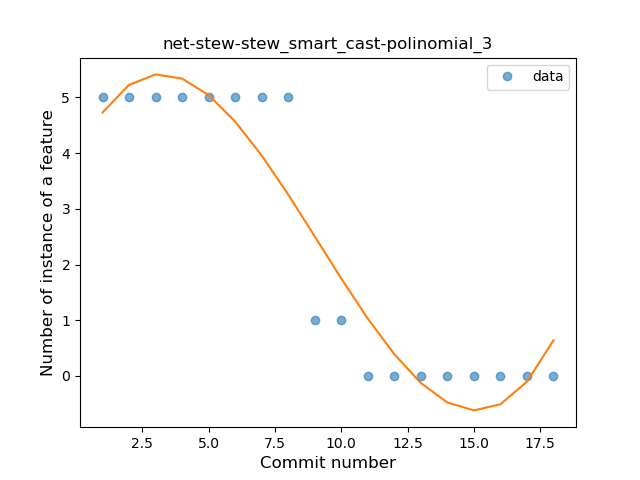 net-stew-stew_smart_cast-polinomial_3
data
Number of instance of a feature
5
4
3
2
1
0
2.5 5.0 7.5 10.0 12.5 15.0 17.5
Commit number